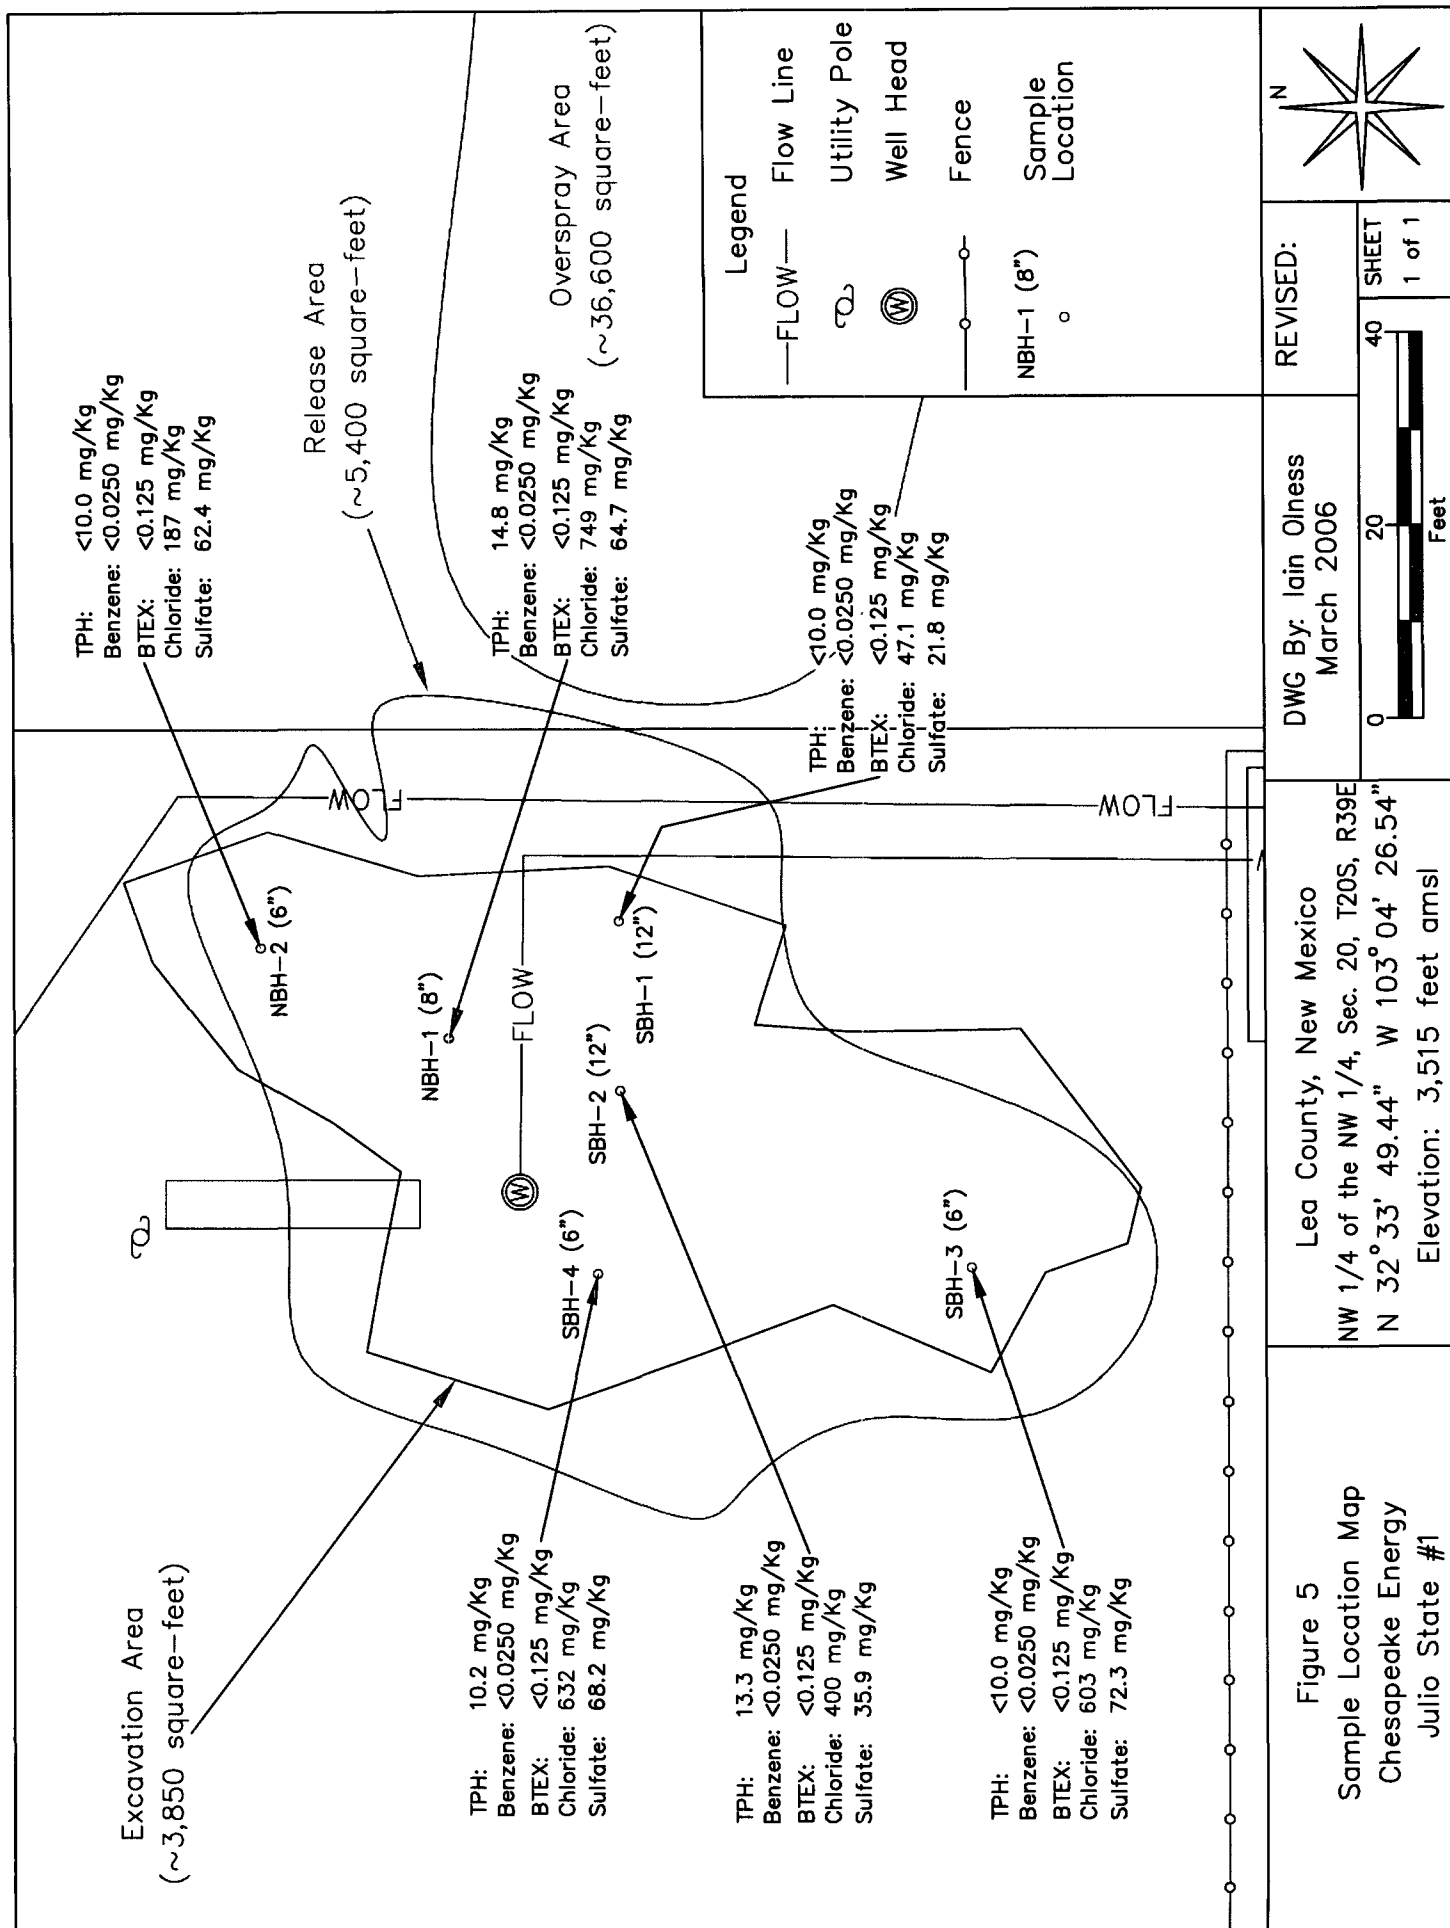 Excavation Area
(~3,850 square-feet)
TPH: <10.0 mg/Kg
Benzene: <0.0250 mg/Kg
BTEX: <0.125 mg/Kg
Chloride: 187 mg/Kg
Sulfate: 62.4 mg/Kg
Release Area
(~5,400 square-feet)
TPH: 14.8 mg/Kg
Benzene: <0.0250 mg/Kg
BTEX: <0.125 mg/Kg
Chloride: 749 mg/Kg
Sulfate: 64.7 mg/Kg
Overspray Area
(~36,600 square-feet)
NBH-2 (6")
FLOW
NBH-1 (8")
FLOW
SBH-4 (6")
SBH-2 (12")
SBH-1 (12")
SBH-3 (6")
FLOW
TPH: 10.2 mg/Kg
Benzene: <0.0250 mg/Kg
BTEX: <0.125 mg/Kg
Chloride: 632 mg/Kg
Sulfate: 68.2 mg/Kg
TPH: 13.3 mg/Kg
Benzene: <0.0250 mg/Kg
BTEX: <0.125 mg/Kg
Chloride: 400 mg/Kg
Sulfate: 35.9 mg/Kg
TPH: <10.0 mg/Kg
Benzene: <0.0250 mg/Kg
BTEX: <0.125 mg/Kg
Chloride: 47.1 mg/Kg
Sulfate: 21.8 mg/Kg
TPH: <10.0 mg/Kg
Benzene: <0.0250 mg/Kg
BTEX: <0.125 mg/Kg
Chloride: 603 mg/Kg
Sulfate: 72.3 mg/Kg
W
Legend
FLOW Flow Line
Utility Pole
W Well Head
Fence
NBH-1 (8") Sample
Location
Figure 5
Sample Location Map
Chesapeake Energy
Julio State #1
Lea County, New Mexico
NW 1/4 of the NW 1/4, Sec. 20, T20S, R39E
N 32° 33' 49.44" W 103° 04' 26.54"
Elevation: 3,515 feet amsl
DWG By: Iain Olness
March 2006
REVISED:
0 20 40
Feet
SHEET
1 of 1
N